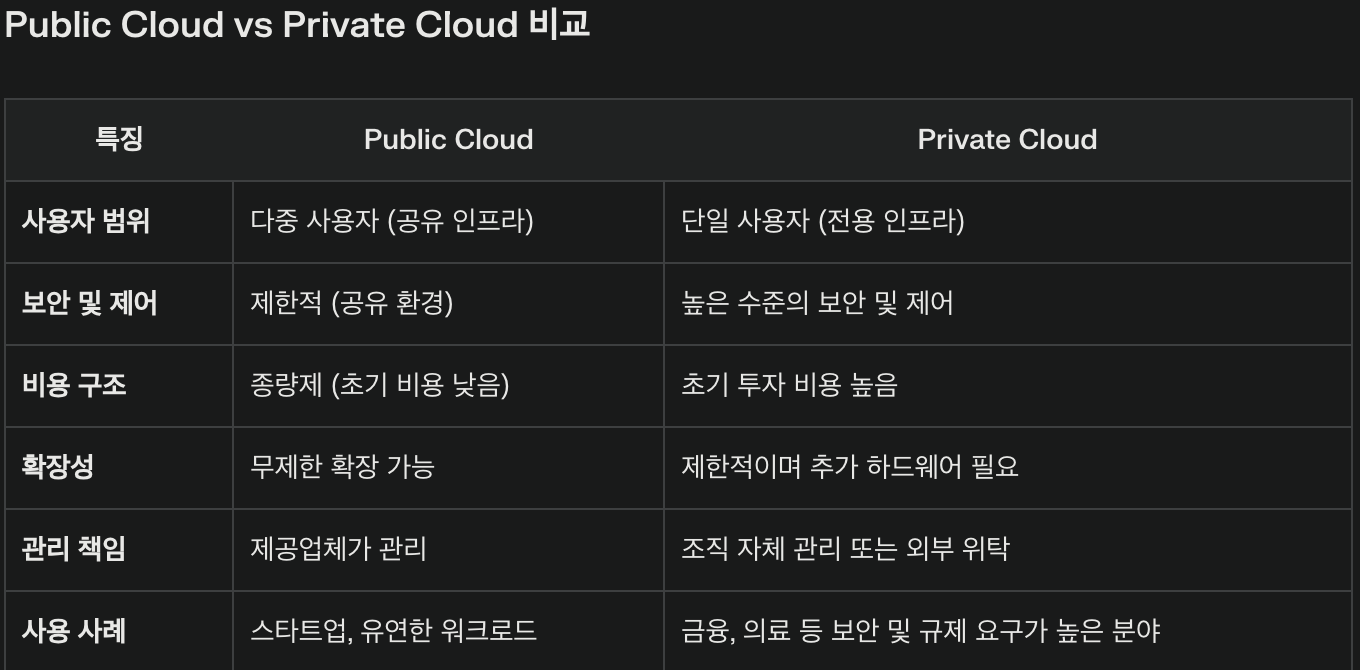 Public Cloud vs Private Cloud 비교
특징 Public Cloud Private Cloud
사용자 범위 다중 사용자 (공유 인프라) 단일 사용자 (전용 인프라)
보안 및 제어 제한적 (공유 환경) 높은 수준의 보안 및 제어
비용 구조 종량제 (초기 비용 낮음) 초기 투자 비용 높음
확장성 무제한 확장 가능 제한적이며 추가 하드웨어 필요
관리 책임 제공업체가 관리 조직 자체 관리 또는 외부 위탁
사용 사례 스타트업, 유연한 워크로드 금융, 의료 등 보안 및 규제 요구가 높은 분야